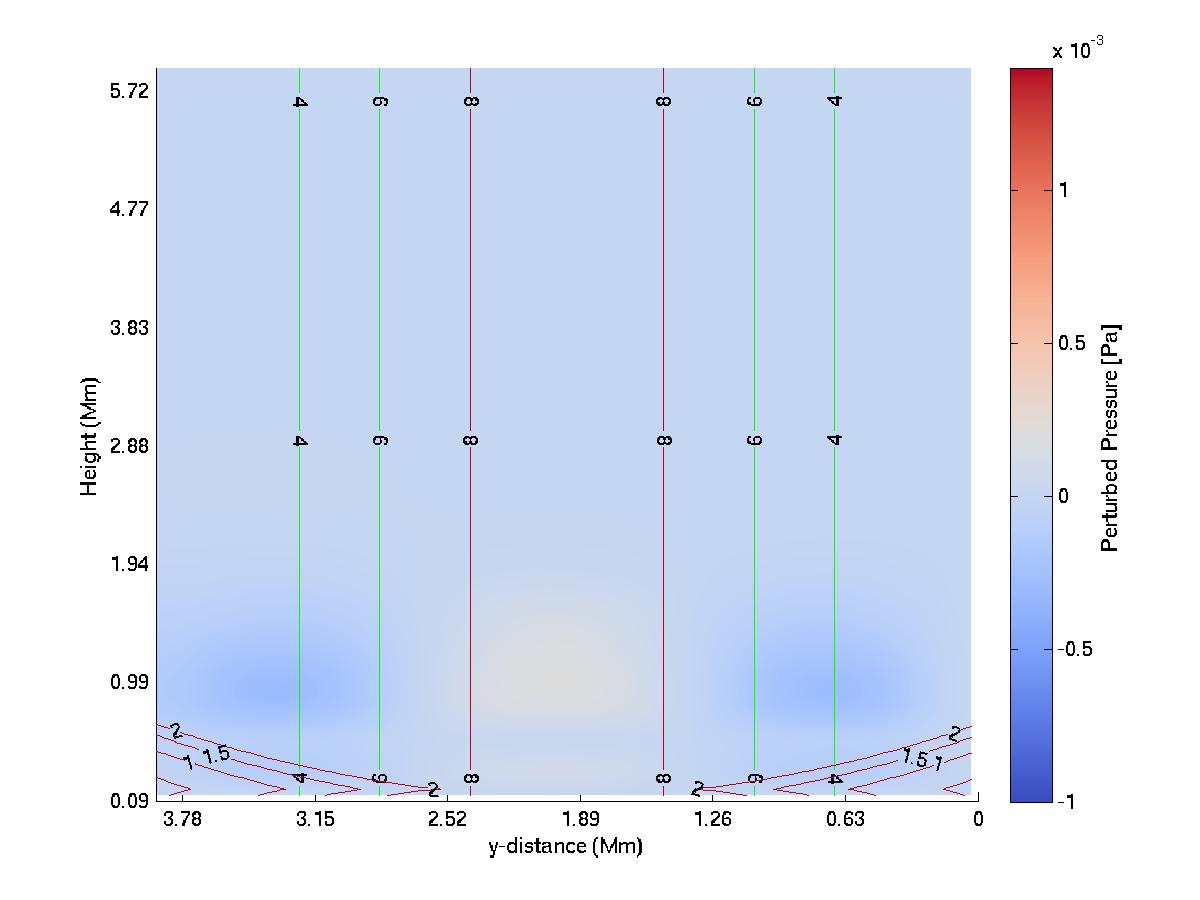 x 10-3
5.72
4 6 8 8 6 4
1
4.77
3.83
0.5
2.88
4 6 8 8 6 4
0
1.94
-0.5
0.99
2 2
1 1.5 1.5 1
4 6 8 8 6 4
2 2
0.09
-1
3.78 3.15 2.52 1.89 1.26 0.63 0
y-distance (Mm)
Height (Mm)
Perturbed Pressure [Pa]